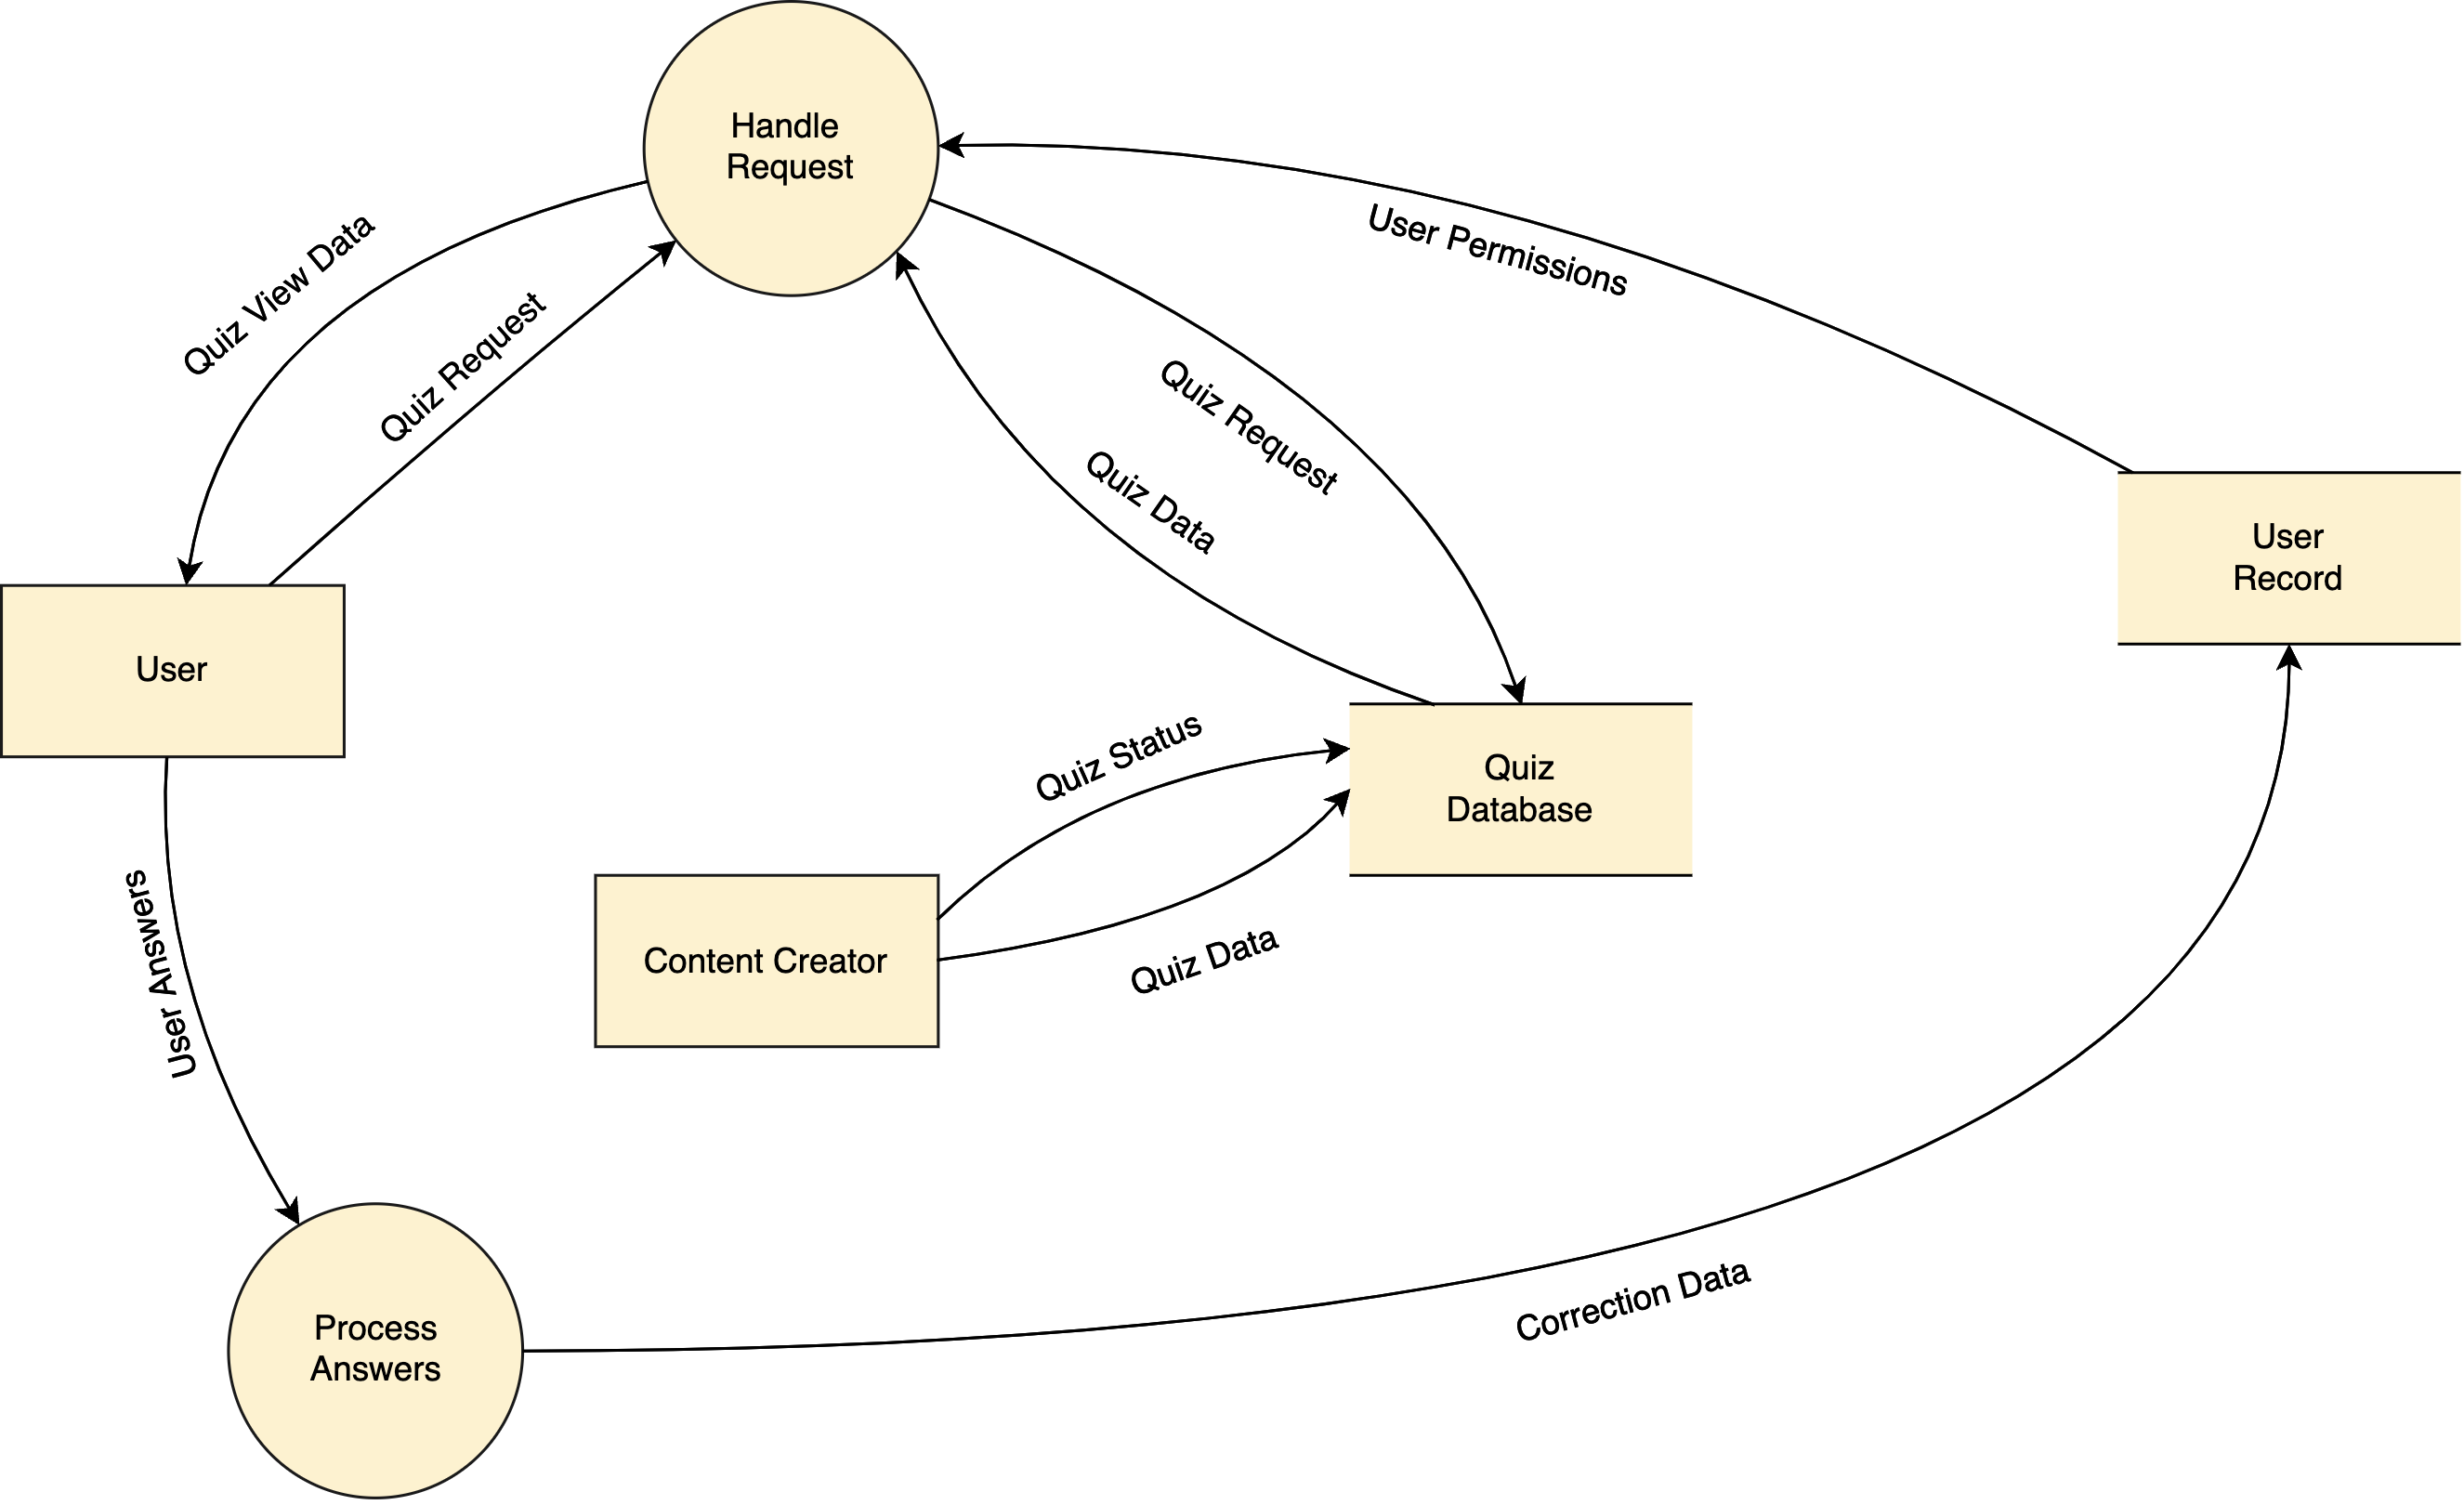 Handle
Request
User Permissions
Quiz View Data
Quiz Request
Quiz Request
Quiz Data
User
Record
User
Quiz Status
Quiz
Database
User Answers
Content Creator
Quiz Data
Correction Data
Process
Answers